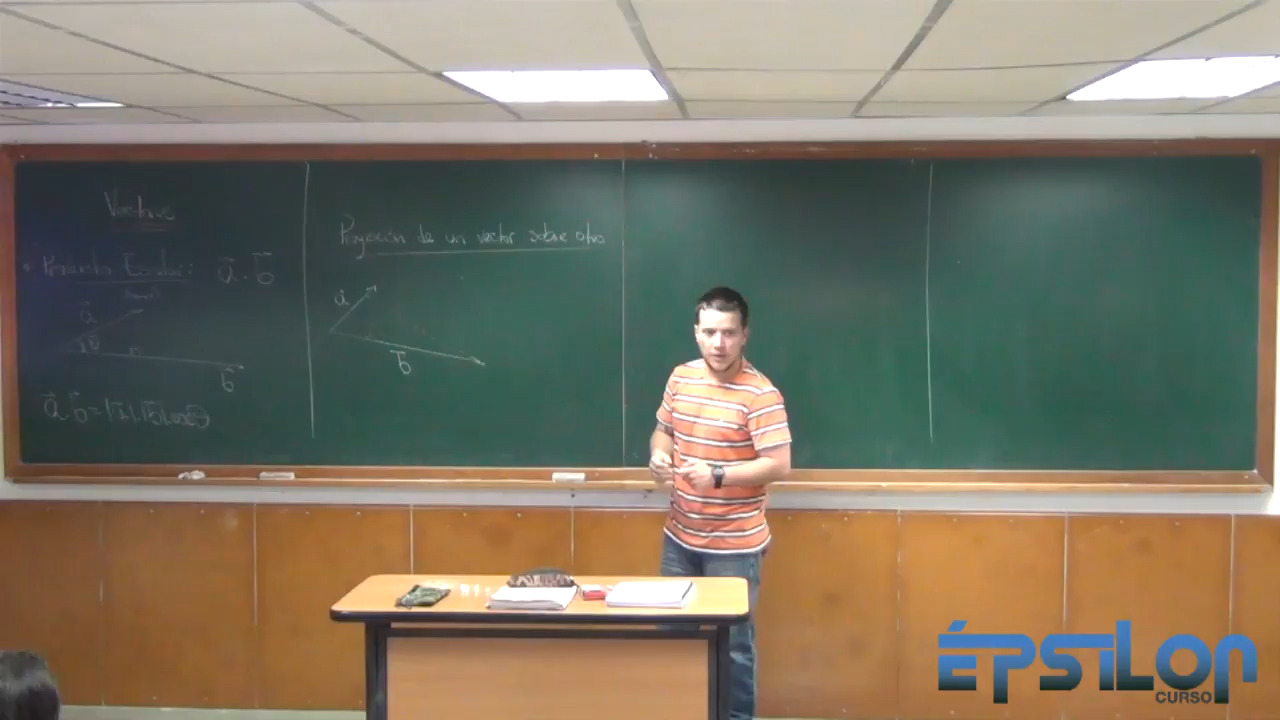 Vectores
Producto Escalar: a⃗ . b⃗
a⃗
θ
b⃗
a⃗ . b⃗ = |a⃗| . |b⃗| . cos θ
Proyección de un vector sobre otro
a⃗
b⃗
ÉPSILON
CURSO